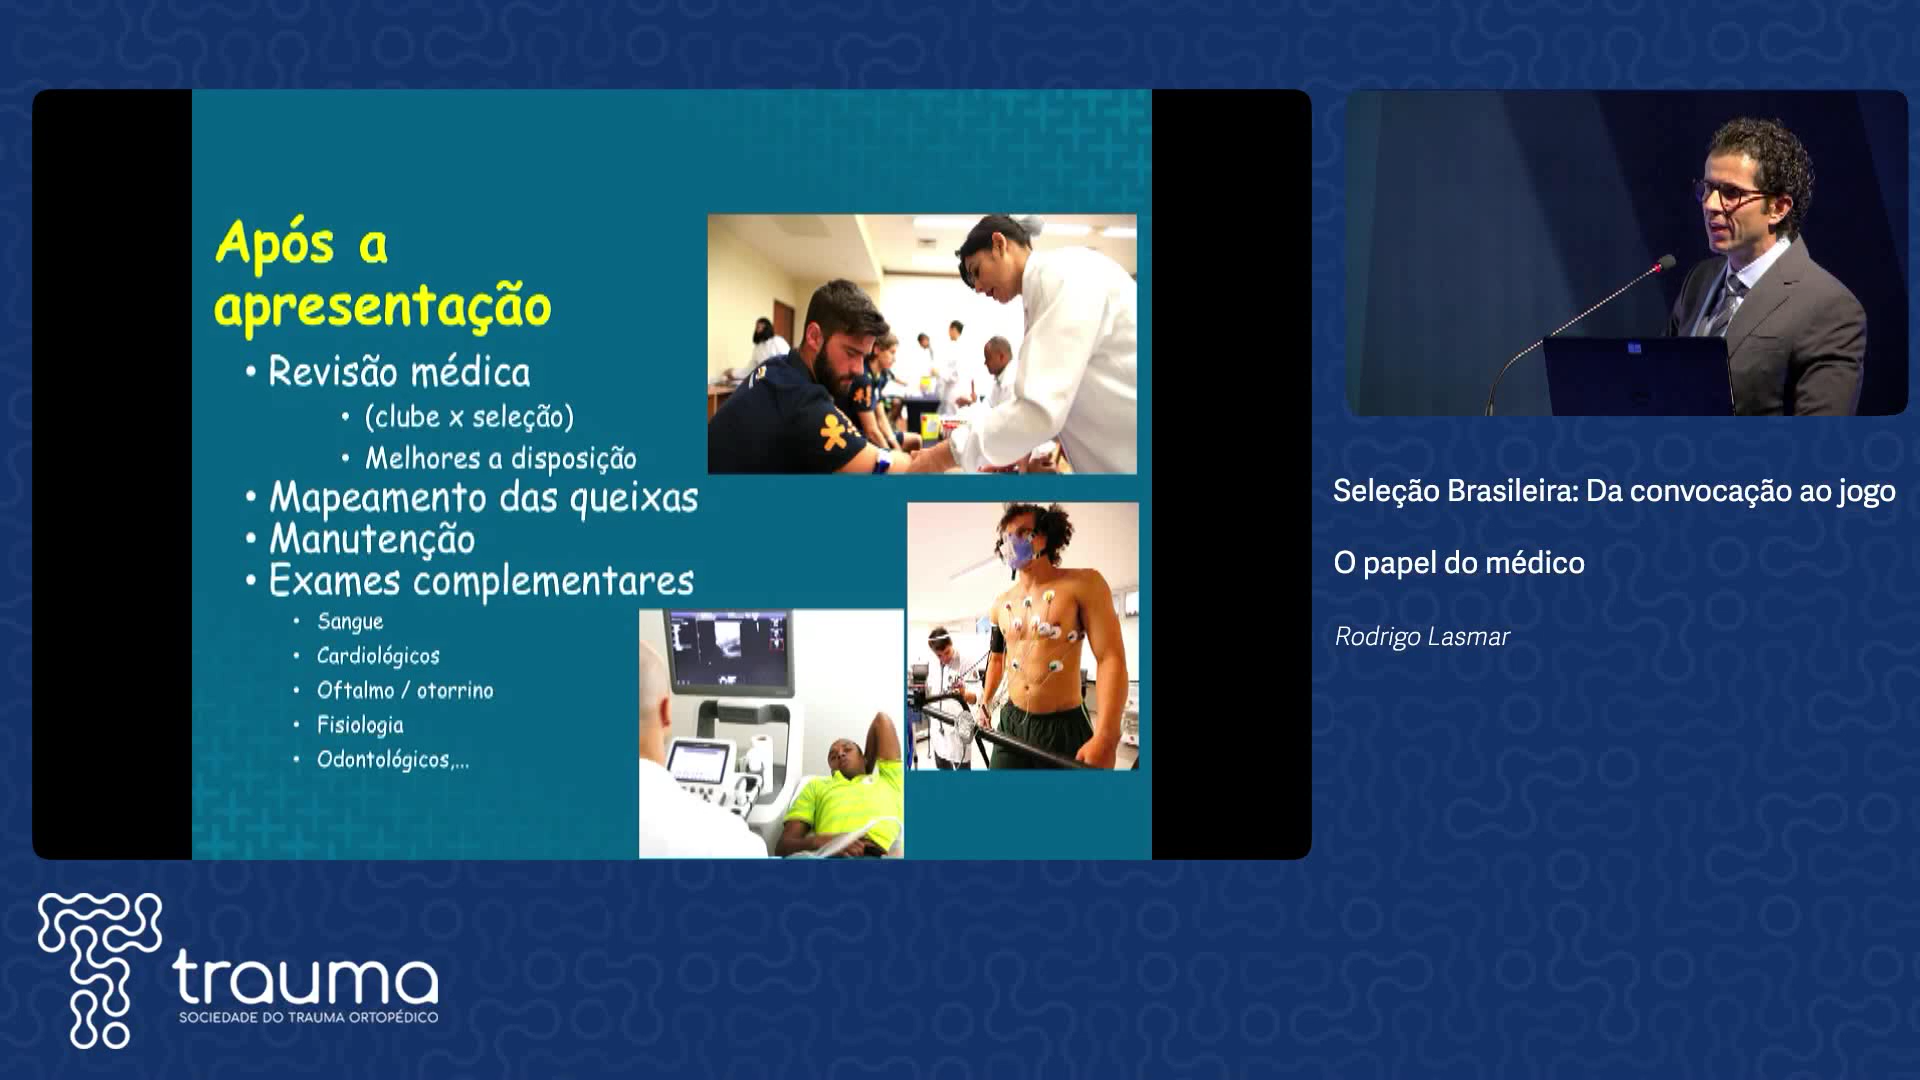 Após a
apresentação
• Revisão médica
• (clube x seleção)
• Melhores a disposição
• Mapeamento das queixas
• Manutenção
• Exames complementares
• Sangue
• Cardiológicos
• Oftalmo / otorrino
• Fisiologia
• Odontológicos,...
Seleção Brasileira: Da convocação ao jogo
O papel do médico
Rodrigo Lasmar
trauma
SOCIEDADE DO TRAUMA ORTOPÉDICO